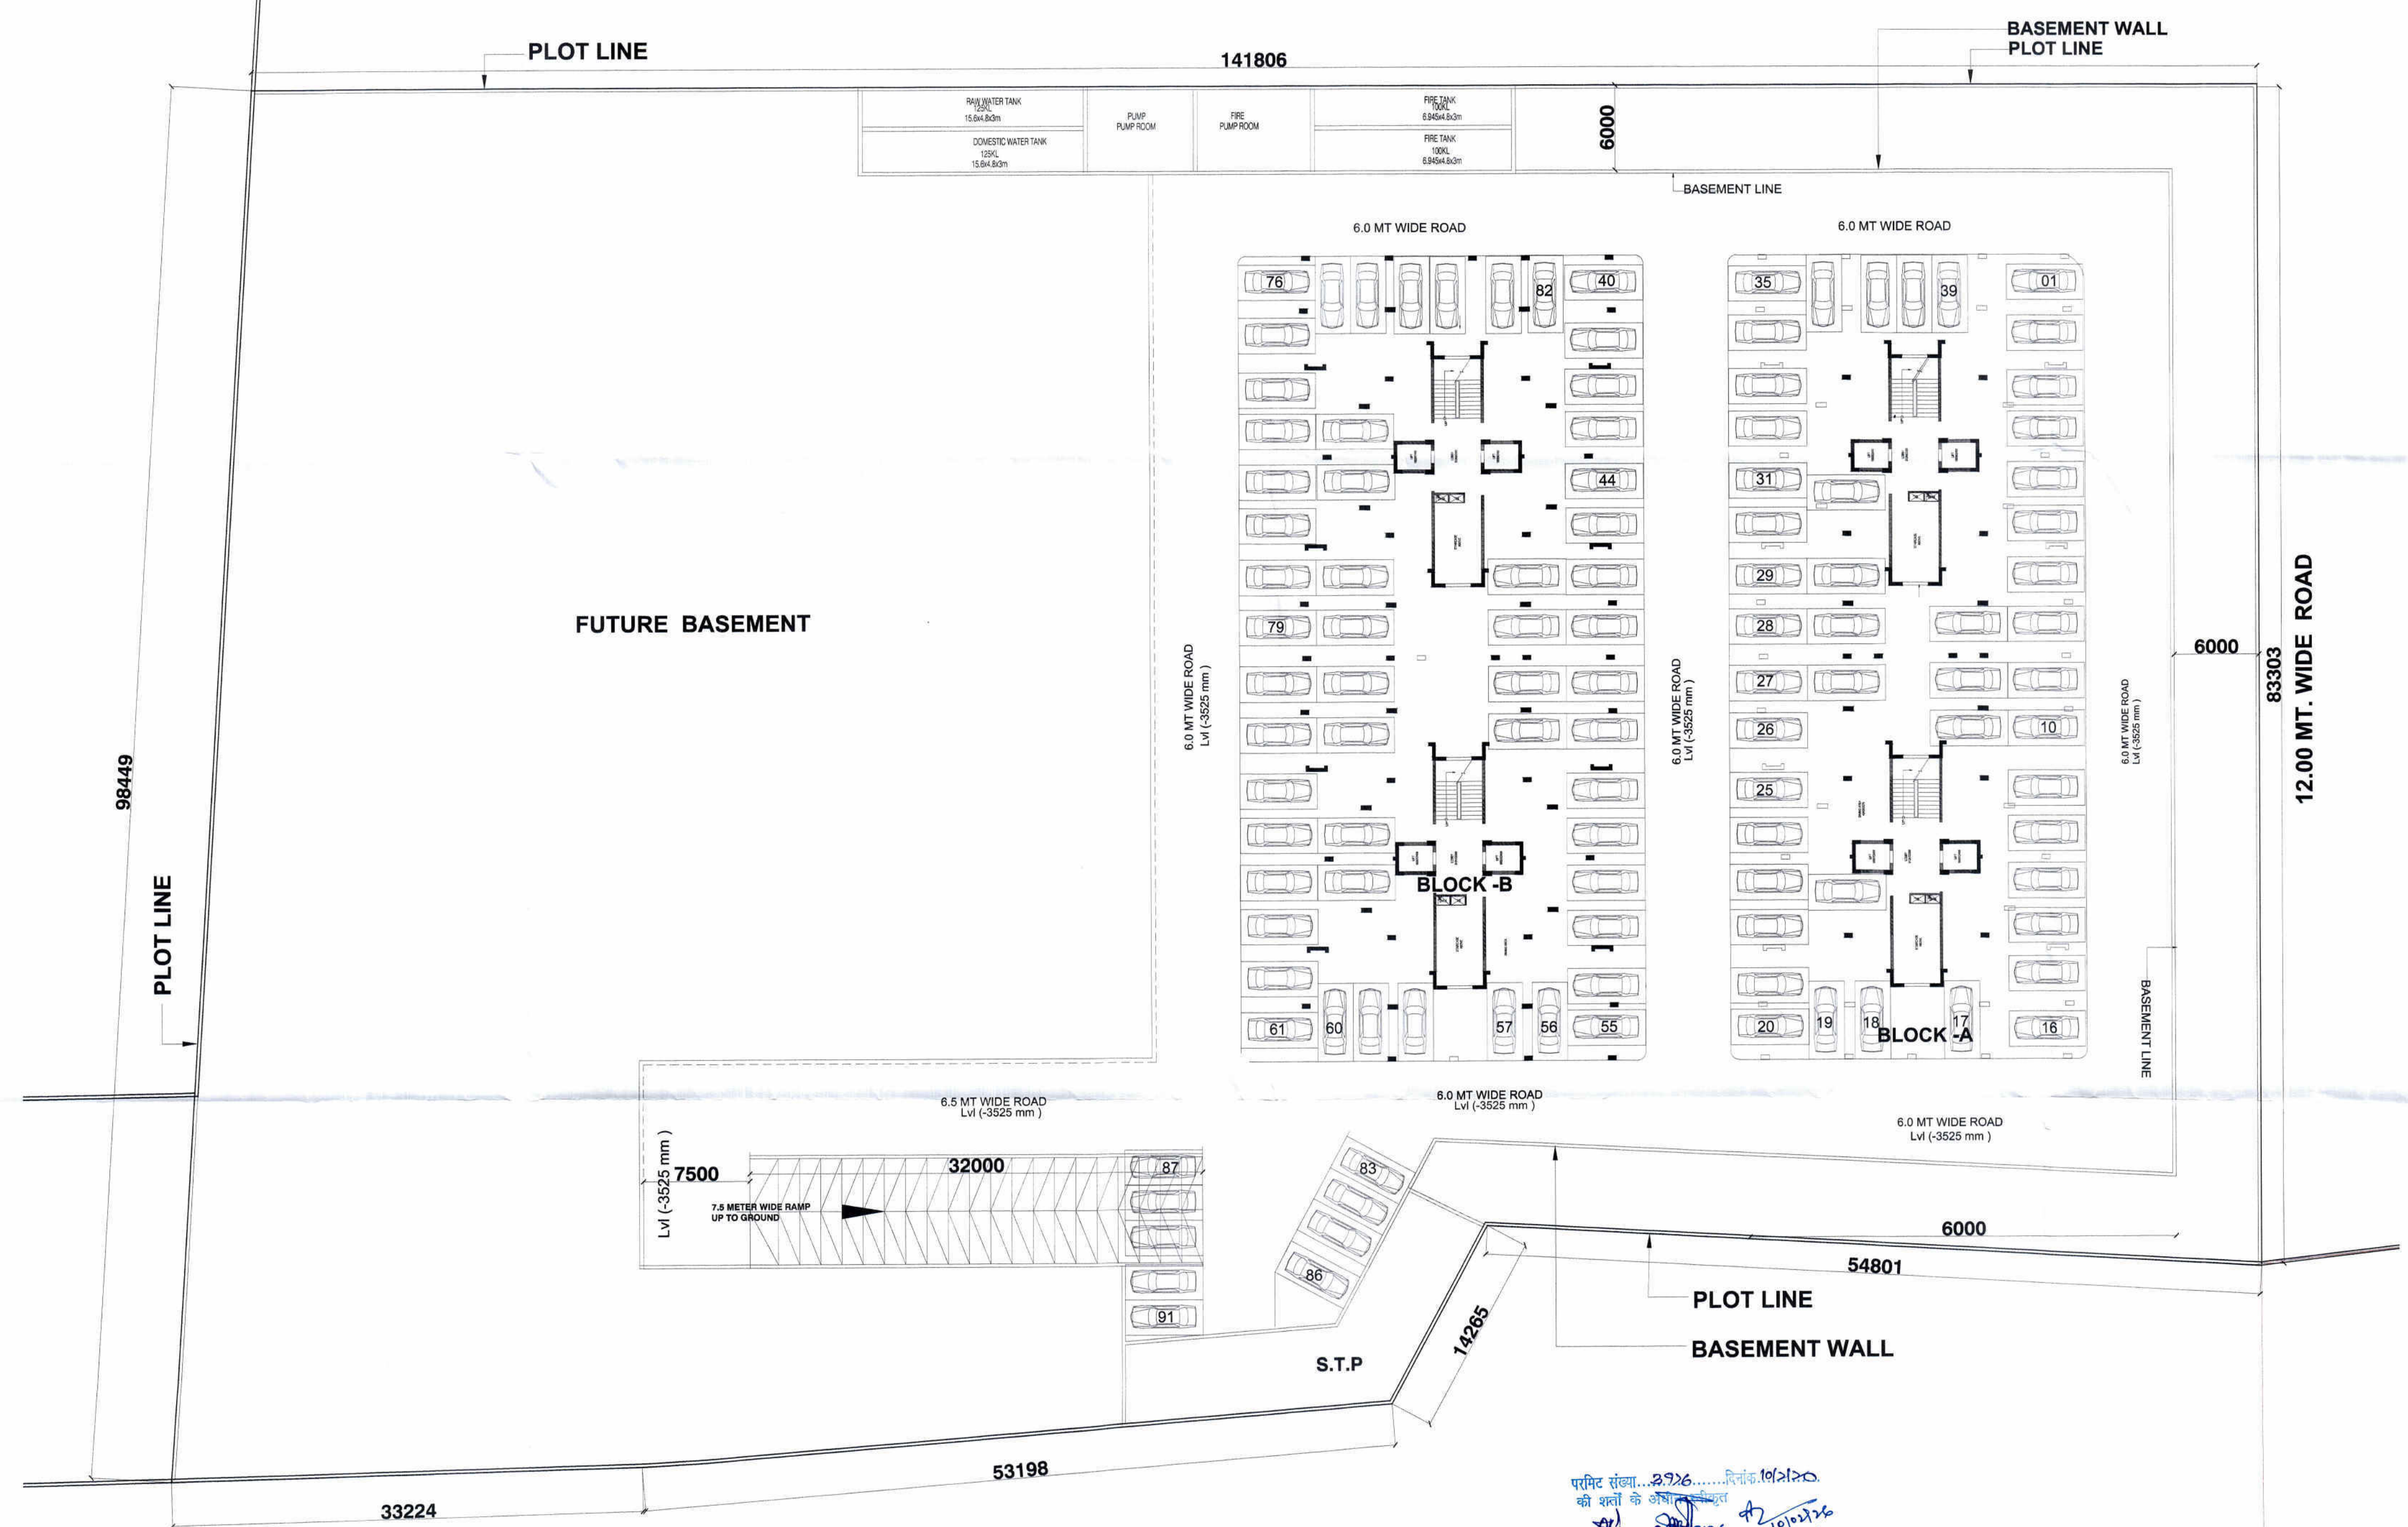 PLOT LINE
141806
BASEMENT WALL
PLOT LINE
RAW WATER TANK
125KL
15.6x4.8x3m
DOMESTIC WATER TANK
125KL
15.6x4.8x3m
PUMP
PUMP ROOM
FIRE
PUMP ROOM
FIRE TANK
100KL
6.945x4.8x3m
FIRE TANK
100KL
6.945x4.8x3m
6000
BASEMENT LINE
6.0 MT WIDE ROAD
6.0 MT WIDE ROAD
76
82
40
35
39
01
44
31
29
79
28
27
26
10
25
FUTURE BASEMENT
6.0 MT WIDE ROAD
Lvl (-3525 mm )
6.0 MT WIDE ROAD
Lvl (-3525 mm )
6.0 MT WIDE ROAD
Lvl (-3525 mm )
6000
83303
12.00 MT. WIDE ROAD
98449
PLOT LINE
BLOCK -B
61
60
57
56
55
20
19
18
17
16
BLOCK -A
BASEMENT LINE
6.5 MT WIDE ROAD
Lvl (-3525 mm )
6.0 MT WIDE ROAD
Lvl (-3525 mm )
6.0 MT WIDE ROAD
Lvl (-3525 mm )
Lvl (-3525 mm )
7500
32000
87
83
7.5 METER WIDE RAMP
UP TO GROUND
86
91
6000
54801
PLOT LINE
BASEMENT WALL
14265
S.T.P
53198
33224
परमिट संख्या.......दिनांक.10/2/20
की शर्तों के